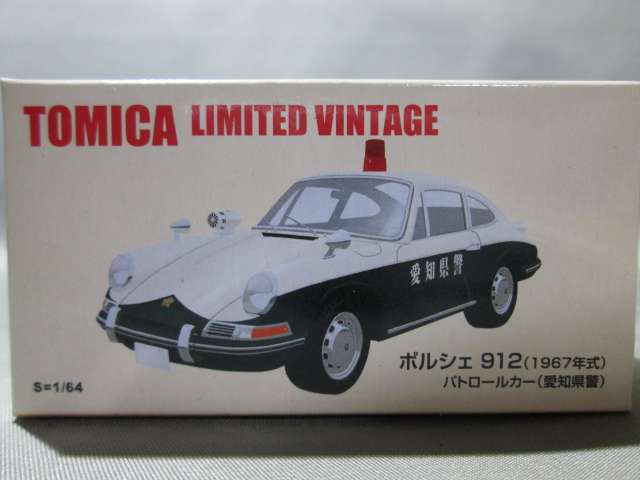 TOMICA LIMITED VINTAGE
愛知県警
ポルシェ 912(1967年式)
パトロールカー(愛知県警)
S=1/64